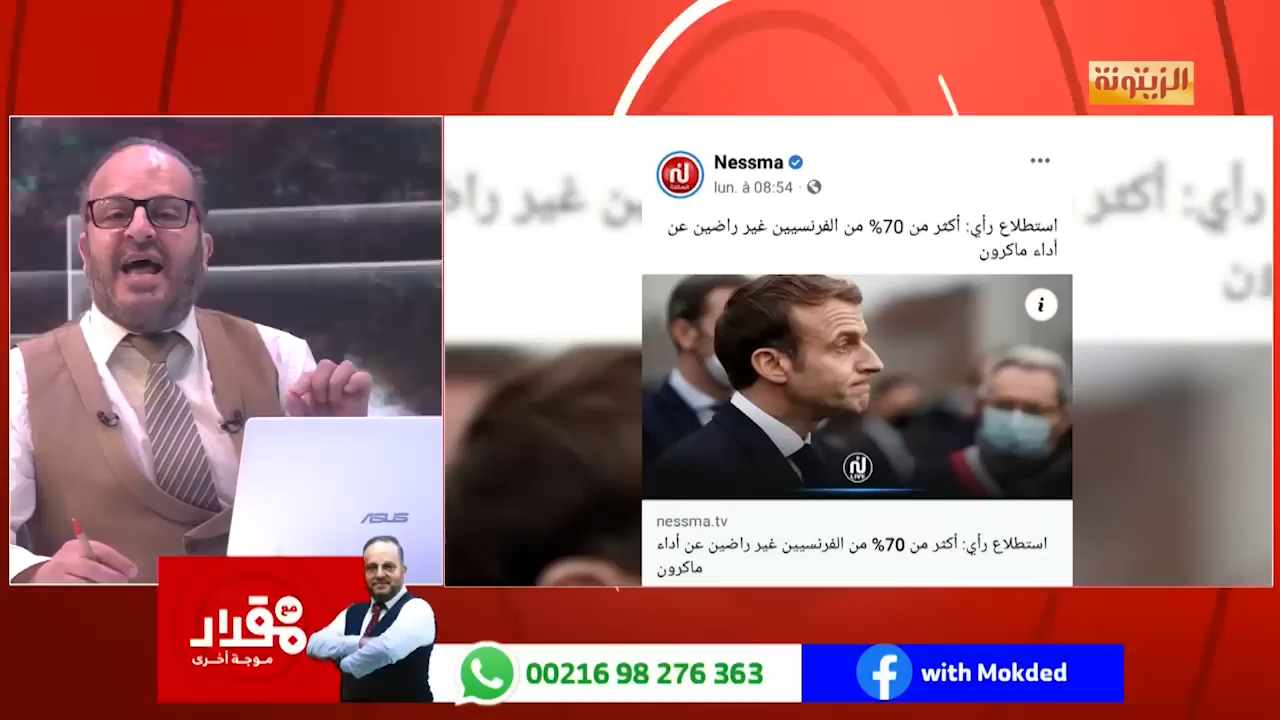 الزيتونة
Nessma
lun. à 08:54
استطلاع رأي: أكثر من 70% من الفرنسيين غير راضين عن
أداء ماكرون
LIVE
nessma.tv
استطلاع رأي: أكثر من 70% من الفرنسيين غير راضين عن أداء
ماكرون
ASUS
مع
مقداد
موجة أخرى
00216 98 276 363
with Mokded